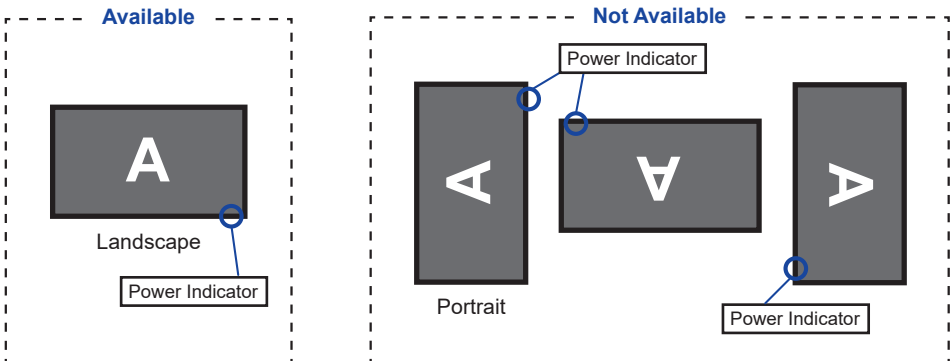 Available
A
Landscape
Power Indicator
Not Available
Power Indicator
A
A
A
Portrait
Power Indicator